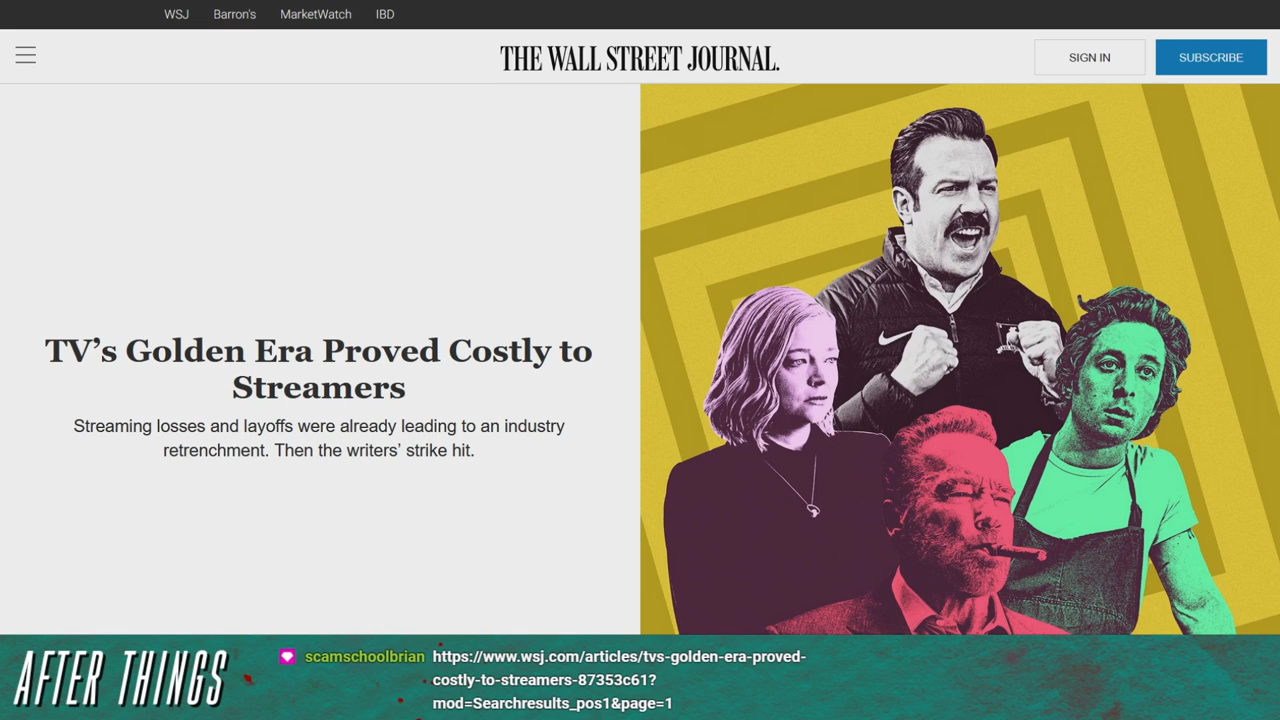 WSJ Barron's MarketWatch IBD
THE WALL STREET JOURNAL.
SIGN IN
SUBSCRIBE
TV’s Golden Era Proved Costly to
Streamers
Streaming losses and layoffs were already leading to an industry
retrenchment. Then the writers’ strike hit.
AFTER THINGS
scamschoolbrian https://www.wsj.com/articles/tvs-golden-era-proved-
costly-to-streamers-87353c61?
mod=Searchresults_pos1&page=1